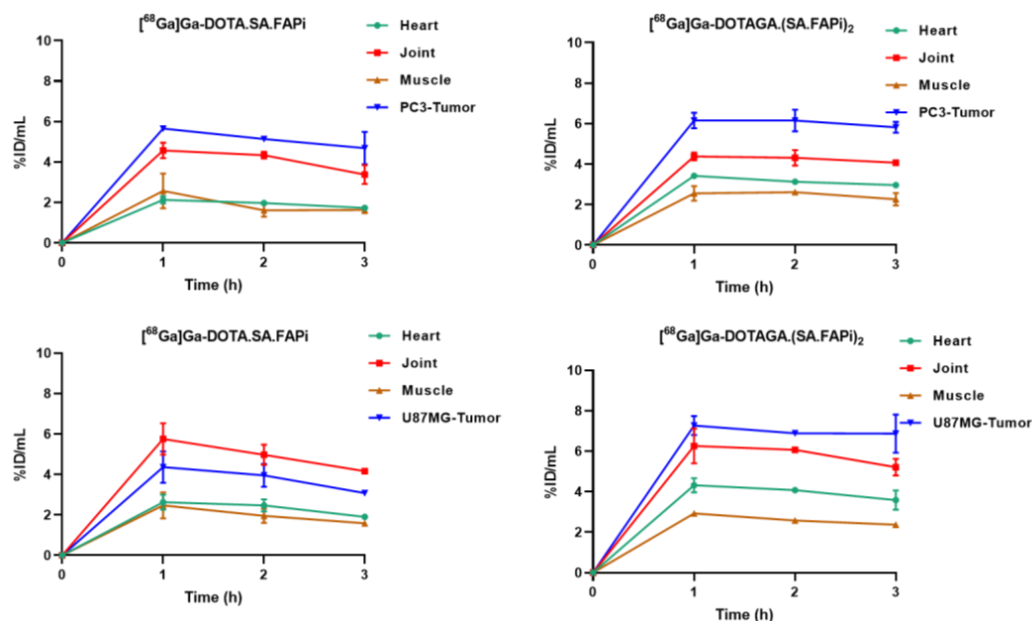 [⁶⁸Ga]Ga-DOTA.SA.FAPi
Heart
Joint
Muscle
PC3-Tumor
10
8
6
4
2
0
%ID/mL
0 1 2 3
Time (h)
[⁶⁸Ga]Ga-DOTAGA.(SA.FAPi)₂
Heart
Joint
Muscle
PC3-Tumor
10
8
6
4
2
0
%ID/mL
0 1 2 3
Time (h)
[⁶⁸Ga]Ga-DOTA.SA.FAPi
Heart
Joint
Muscle
U87MG-Tumor
10
8
6
4
2
0
%ID/mL
0 1 2 3
Time (h)
[⁶⁸Ga]Ga-DOTAGA.(SA.FAPi)₂
Heart
Joint
Muscle
U87MG-Tumor
10
8
6
4
2
0
%ID/mL
0 1 2 3
Time (h)